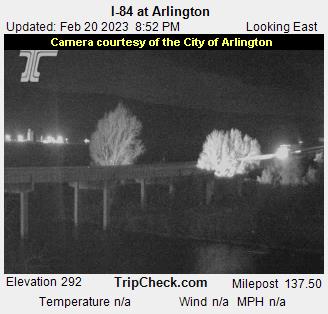 I-84 at Arlington
Updated: Feb 20 2023 8:52 PM Looking East
Camera courtesy of the City of Arlington
Elevation 292 TripCheck.com Milepost 137.50
Temperature n/a Wind n/a MPH n/a